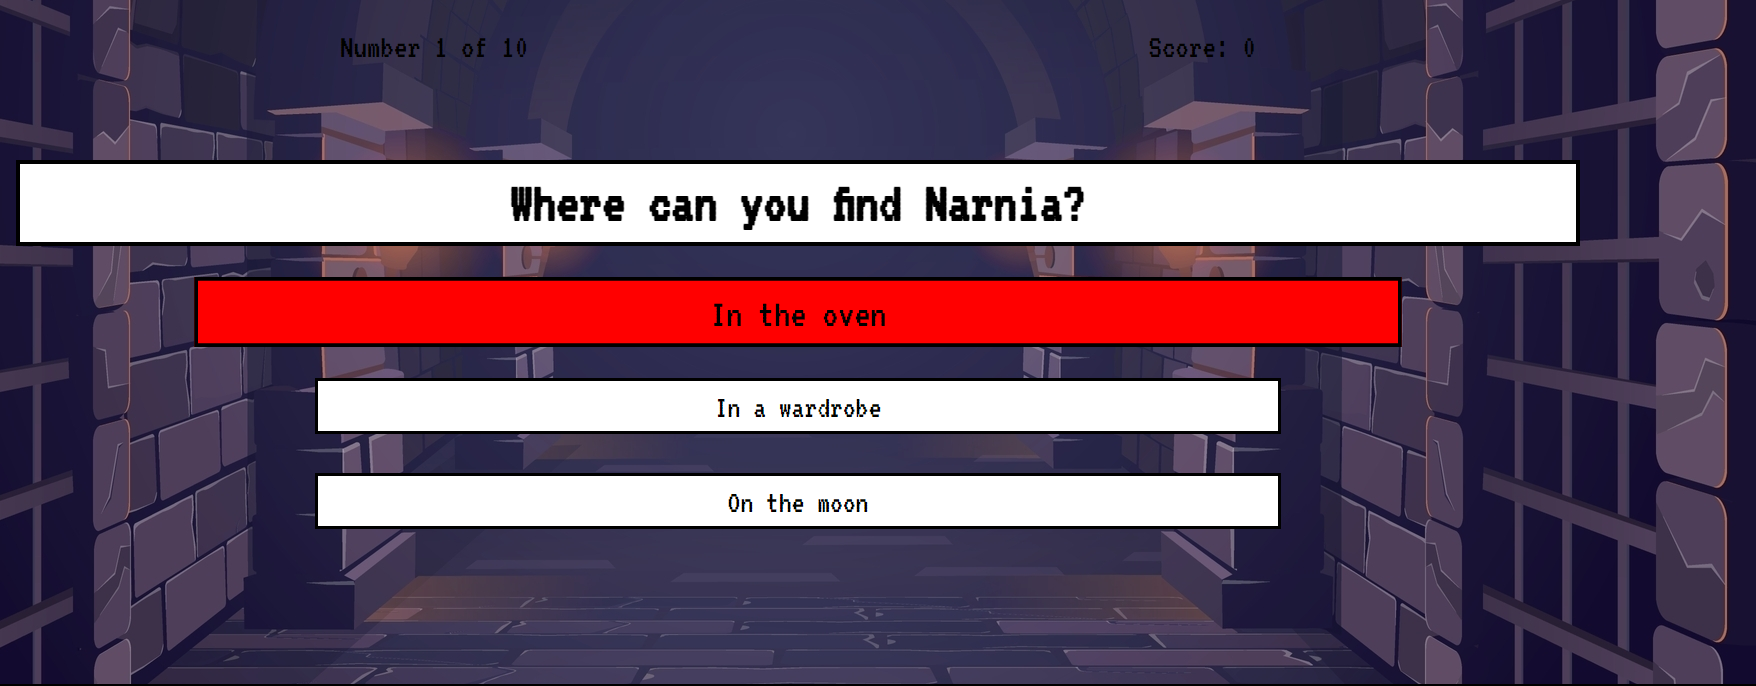 Number 1 of 10
Score: 0
Where can you find Narnia?
In the oven
In a wardrobe
On the moon